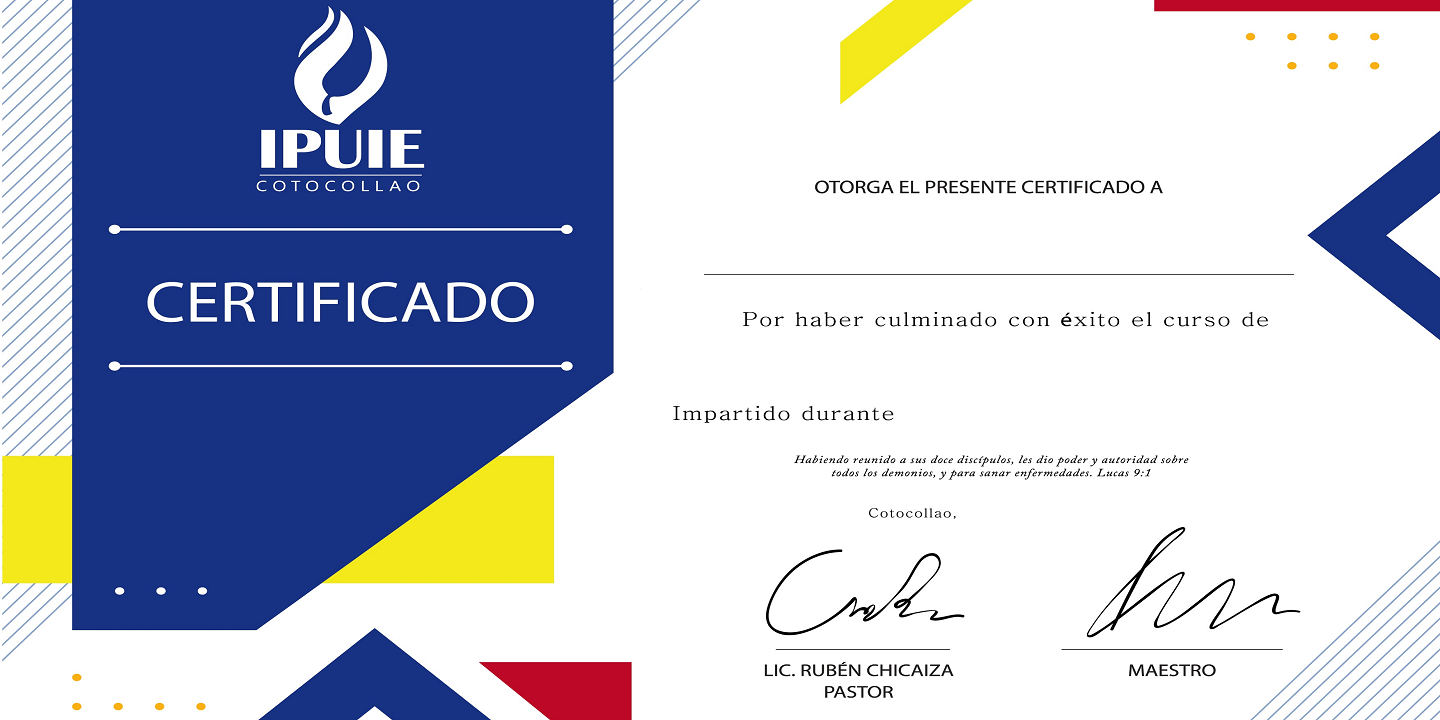 IPUIE
COTOCOLLAO
CERTIFICADO
OTORGA EL PRESENTE CERTIFICADO A
Por haber culminado con éxito el curso de
Impartido durante
Habiendo reunido a sus doce discípulos, les dio poder y autoridad sobre
todos los demonios, y para sanar enfermedades. Lucas 9:1
Cotocollao,
LIC. RUBÉN CHICAIZA
PASTOR
MAESTRO